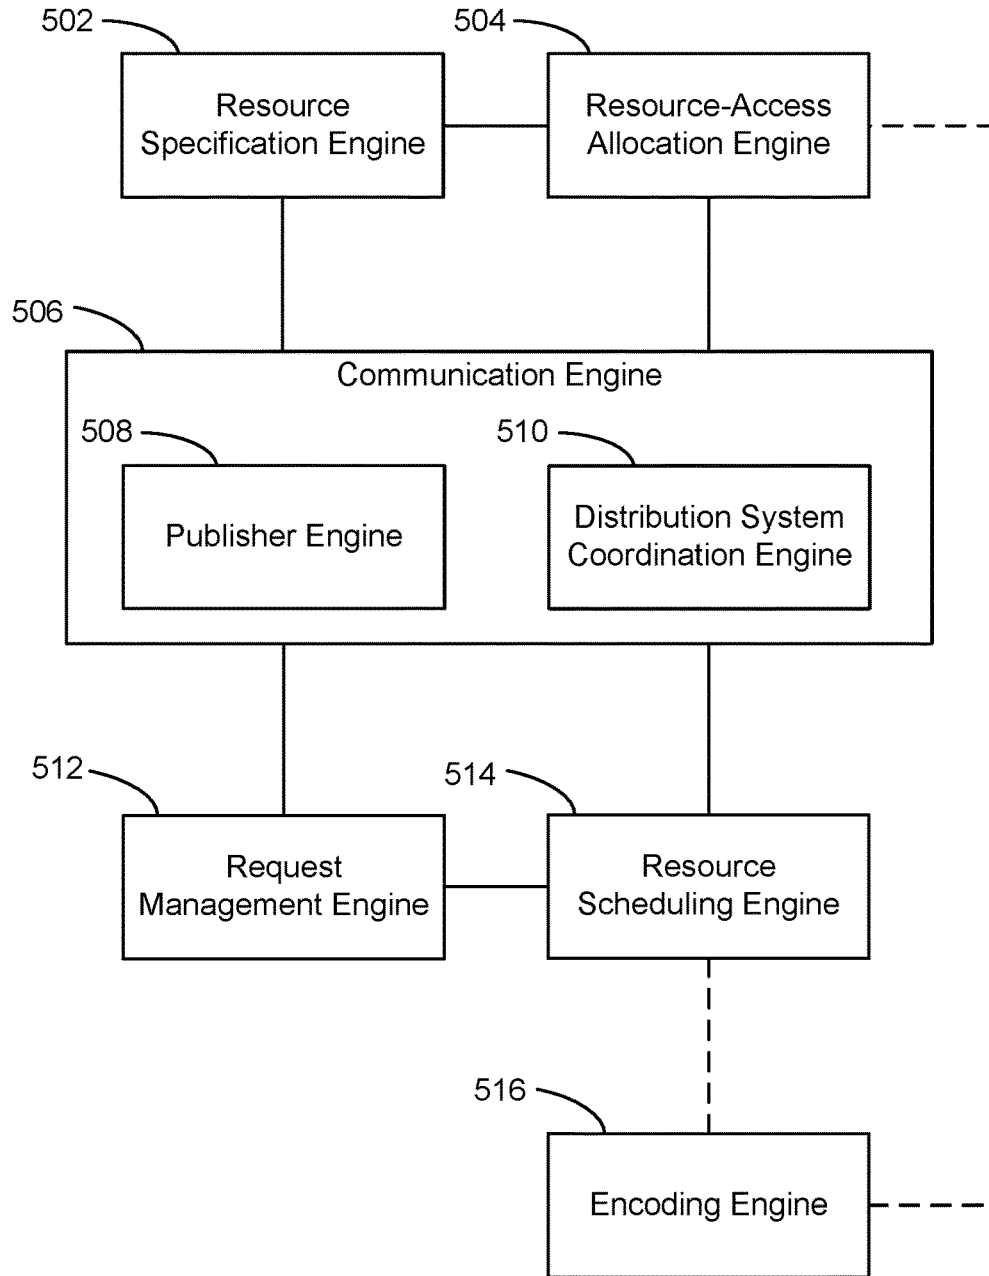 502
504
Resource
Specification Engine
Resource-Access
Allocation Engine
506
Communication Engine
508
510
Publisher Engine
Distribution System
Coordination Engine
512
514
Request
Management Engine
Resource
Scheduling Engine
516
Encoding Engine